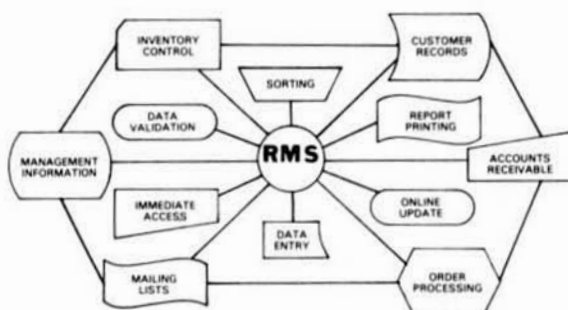 INVENTORY
CONTROL
CUSTOMER
RECORDS
SORTING
DATA
VALIDATION
REPORT
PRINTING
RMS
MANAGEMENT
INFORMATION
ACCOUNTS
RECEIVABLE
IMMEDIATE
ACCESS
ONLINE
UPDATE
DATA
ENTRY
MAILING
LISTS
ORDER
PROCESSING